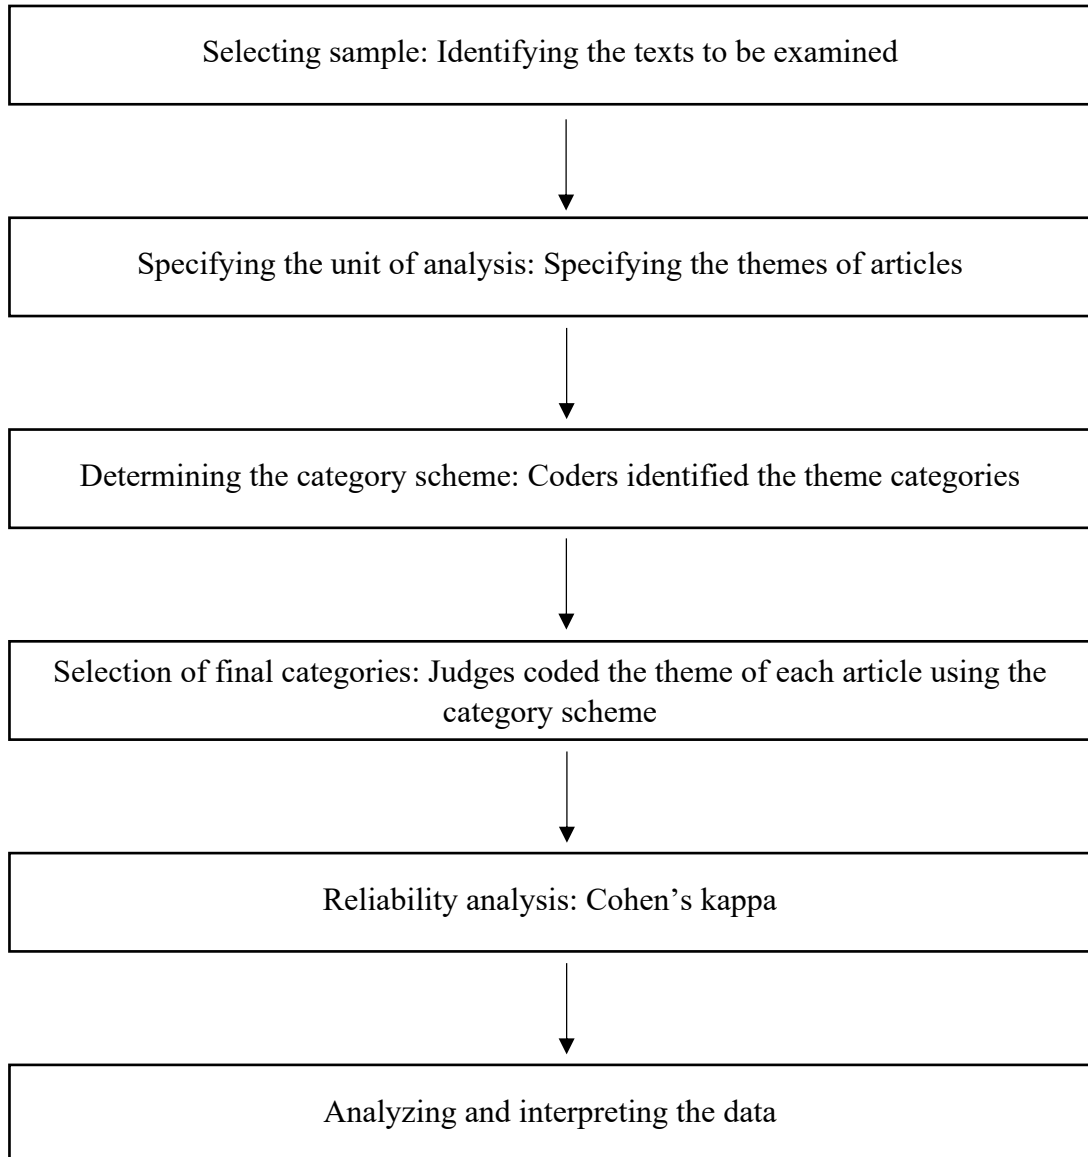 Selecting sample: Identifying the texts to be examined
Specifying the unit of analysis: Specifying the themes of articles
Determining the category scheme: Coders identified the theme categories
Selection of final categories: Judges coded the theme of each article using the
category scheme
Reliability analysis: Cohen’s kappa
Analyzing and interpreting the data